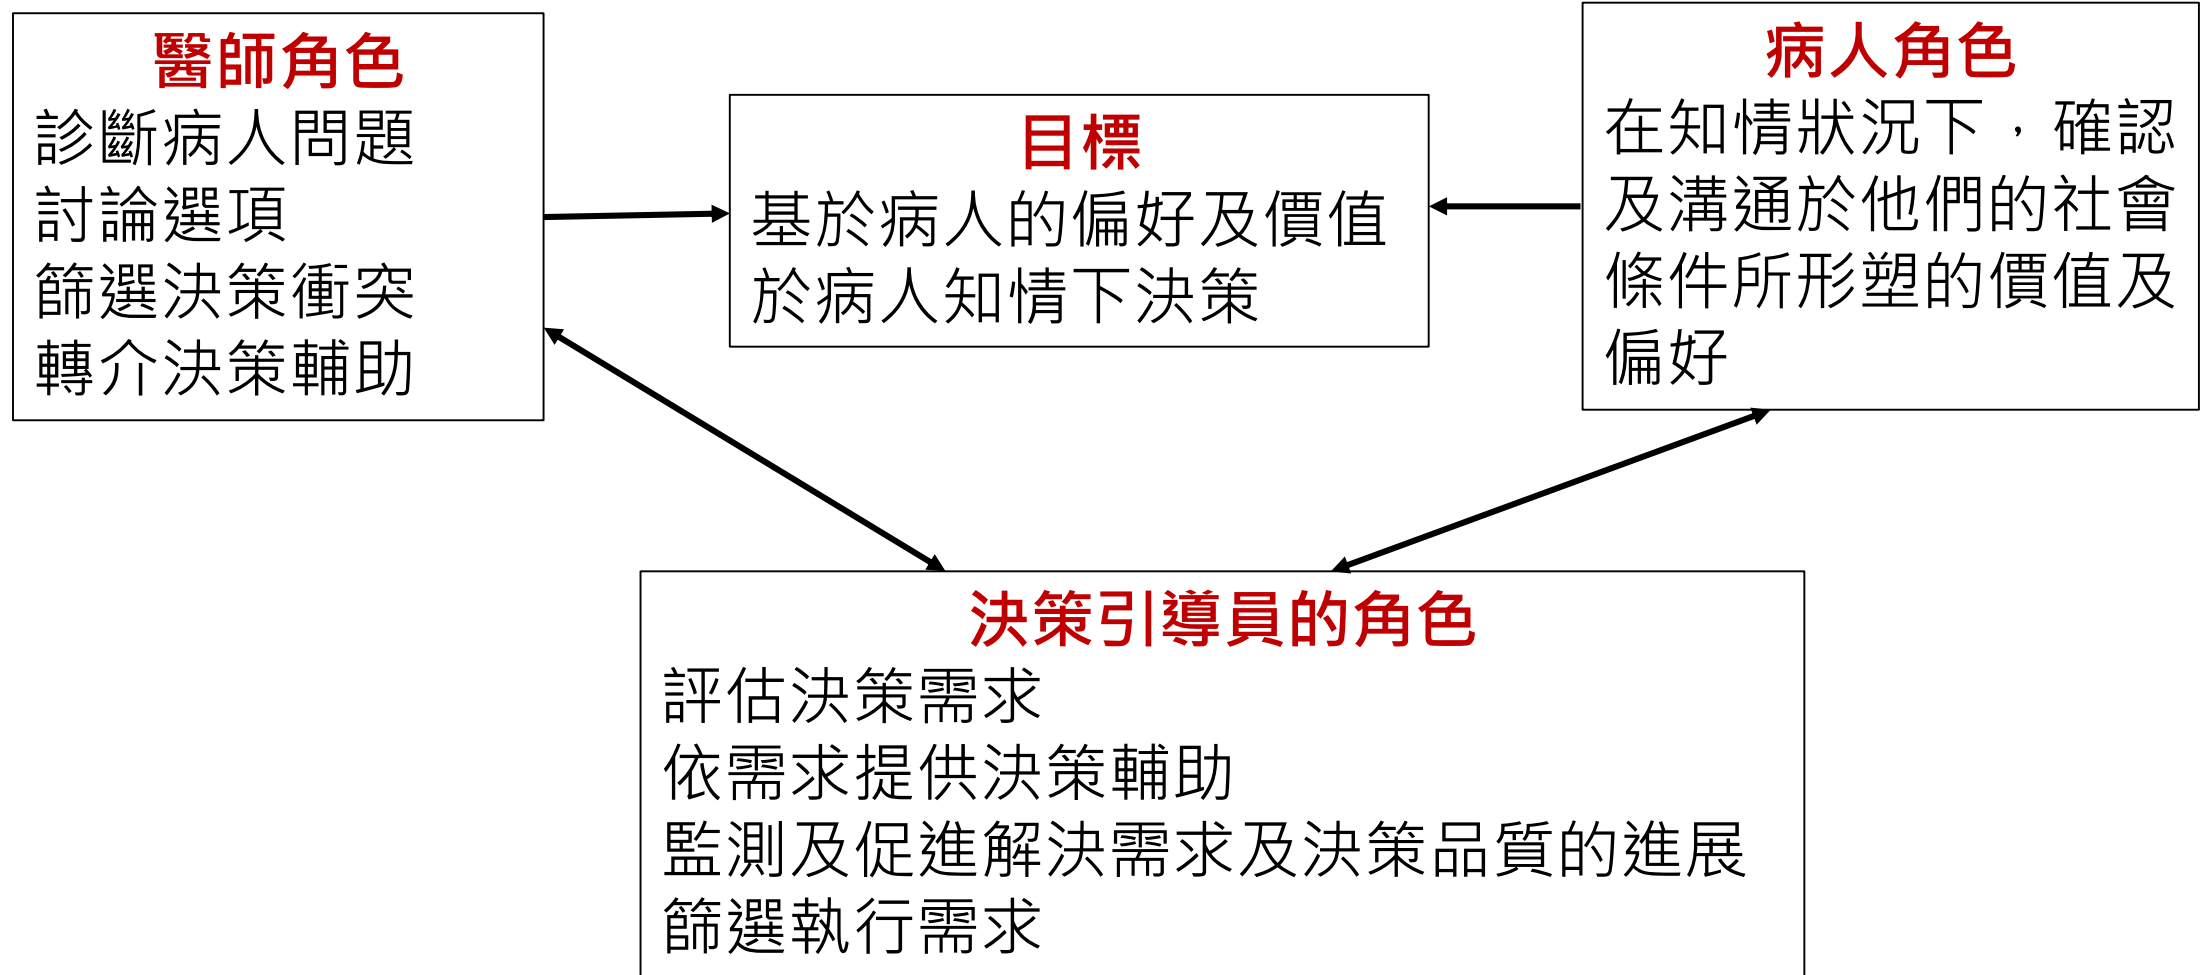 醫師角色
診斷病人問題
討論選項
篩選決策衝突
轉介決策輔助
目標
基於病人的偏好及價值
於病人知情下決策
病人角色
在知情狀況下，確認
及溝通於他們的社會
條件所形塑的價值及
偏好
決策引導員的角色
評估決策需求
依需求提供決策輔助
監測及促進解決需求及決策品質的進展
篩選執行需求